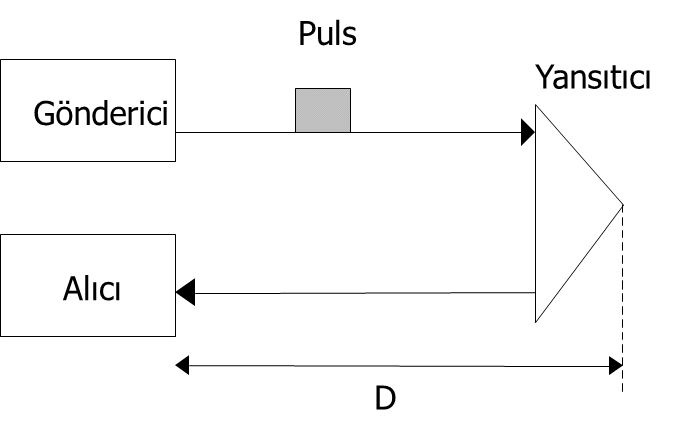 Puls
Yansıtıcı
Gönderici
Alıcı
D